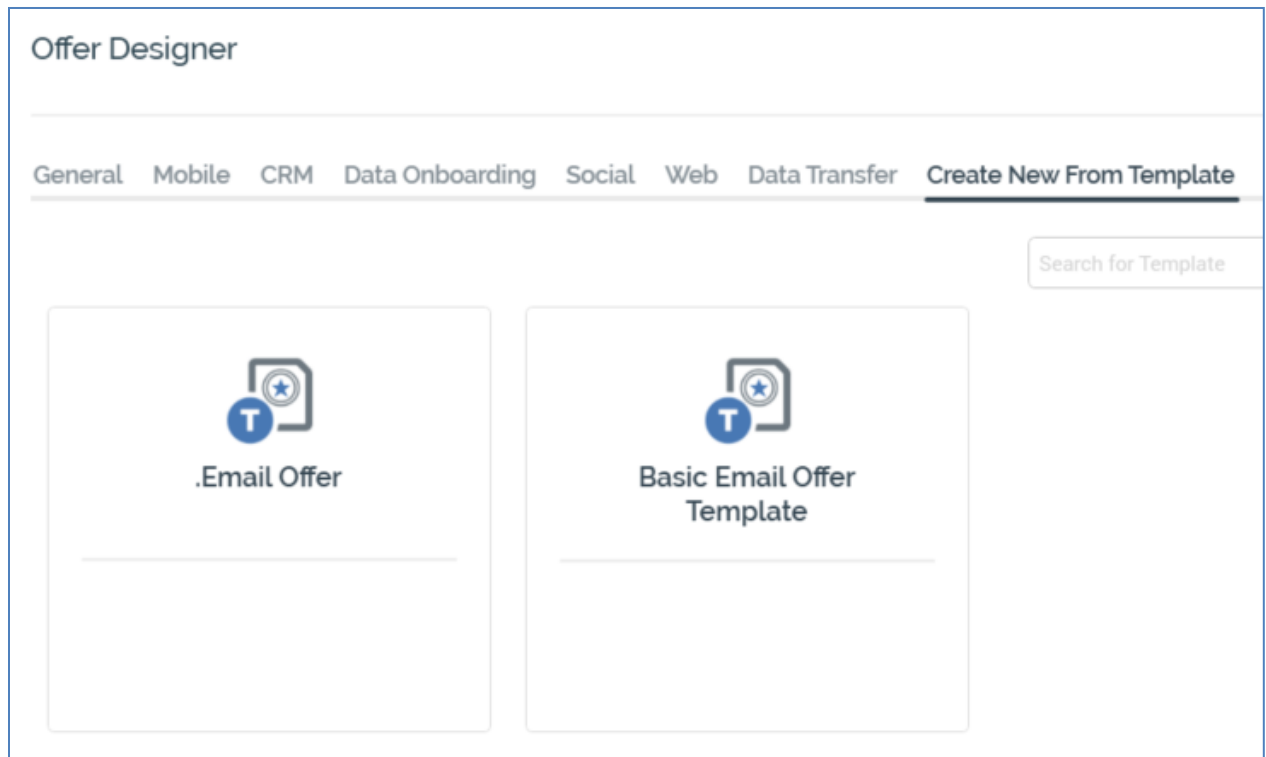 Offer Designer
General Mobile CRM Data Onboarding Social Web Data Transfer Create New From Template
Search for Template
T
T
.Email Offer
Basic Email Offer
Template